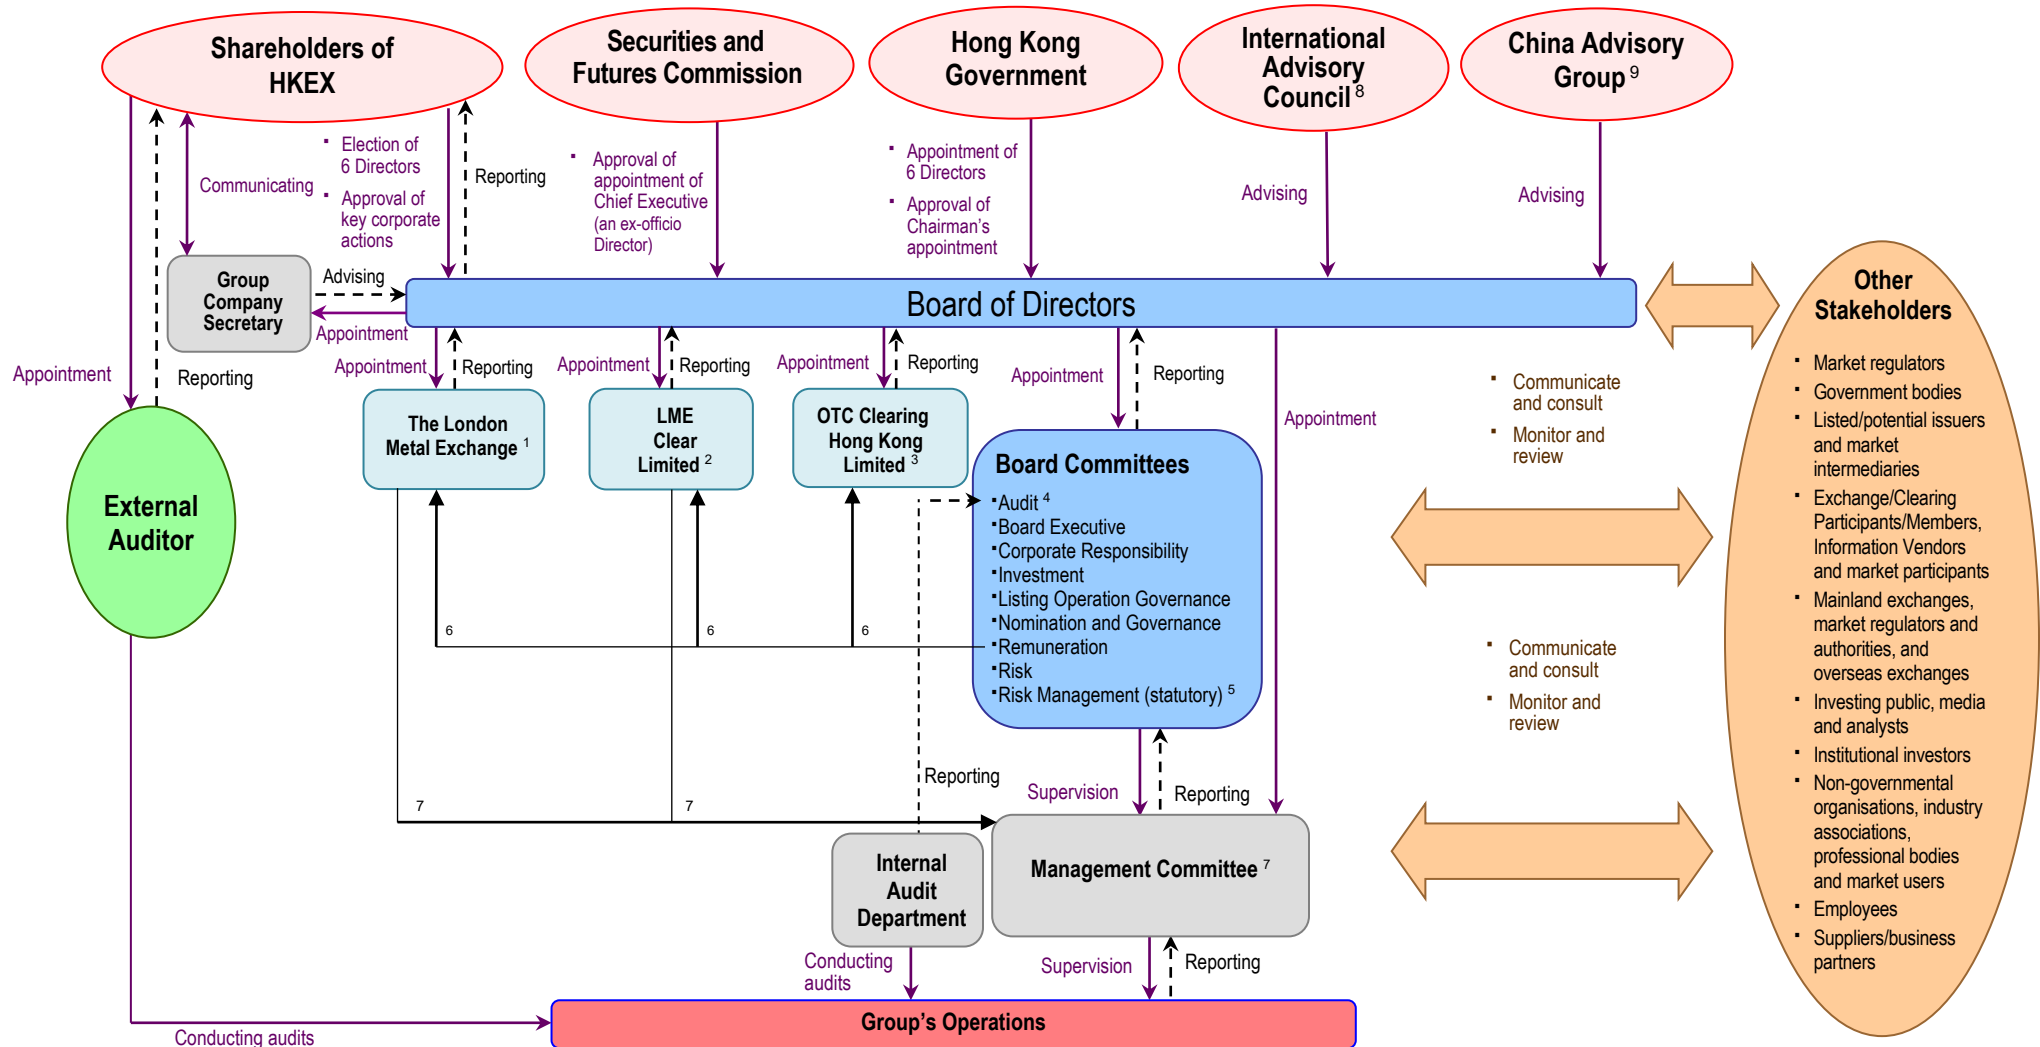 Shareholders of
HKEX
Securities and
Futures Commission
Hong Kong
Government
International
Advisory
Council 8
China Advisory
Group 9
Communicating
▪ Election of
6 Directors
▪ Approval of
key corporate
actions
Reporting
▪ Approval of
appointment of
Chief Executive
(an ex-officio
Director)
▪ Appointment of
6 Directors
▪ Approval of
Chairman's
appointment
Advising
Advising
Group
Company
Secretary
Advising
Appointment
Board of Directors
Appointment
Reporting
Appointment
Reporting
Appointment
Reporting
Appointment
Reporting
Appointment
Reporting
Appointment
The London
Metal Exchange 1
LME
Clear
Limited 2
OTC Clearing
Hong Kong
Limited 3
External
Auditor
Board Committees
▪Audit 4
▪Board Executive
▪Corporate Responsibility
▪Investment
▪Listing Operation Governance
▪Nomination and Governance
▪Remuneration
▪Risk
▪Risk Management (statutory) 5
6
6
6
7
7
Reporting
Supervision
Reporting
Internal
Audit
Department
Management Committee 7
Conducting
audits
Supervision
Reporting
Group's Operations
Conducting audits
▪ Communicate
and consult
▪ Monitor and
review
▪ Communicate
and consult
▪ Monitor and
review
Other
Stakeholders
▪ Market regulators
▪ Government bodies
▪ Listed/potential issuers
and market
intermediaries
▪ Exchange/Clearing
Participants/Members,
Information Vendors
and market participants
▪ Mainland exchanges,
market regulators and
authorities, and
overseas exchanges
▪ Investing public, media
and analysts
▪ Institutional investors
▪ Non-governmental
organisations, industry
associations,
professional bodies
and market users
▪ Employees
▪ Suppliers/business
partners